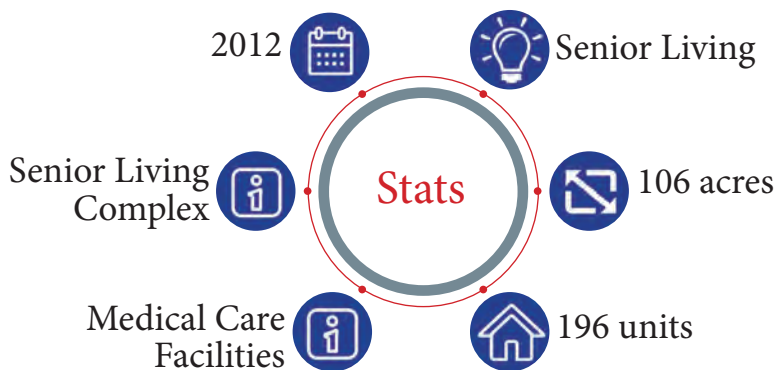 2012
Senior Living
Senior Living
Complex
Stats
106 acres
Medical Care
Facilities
196 units